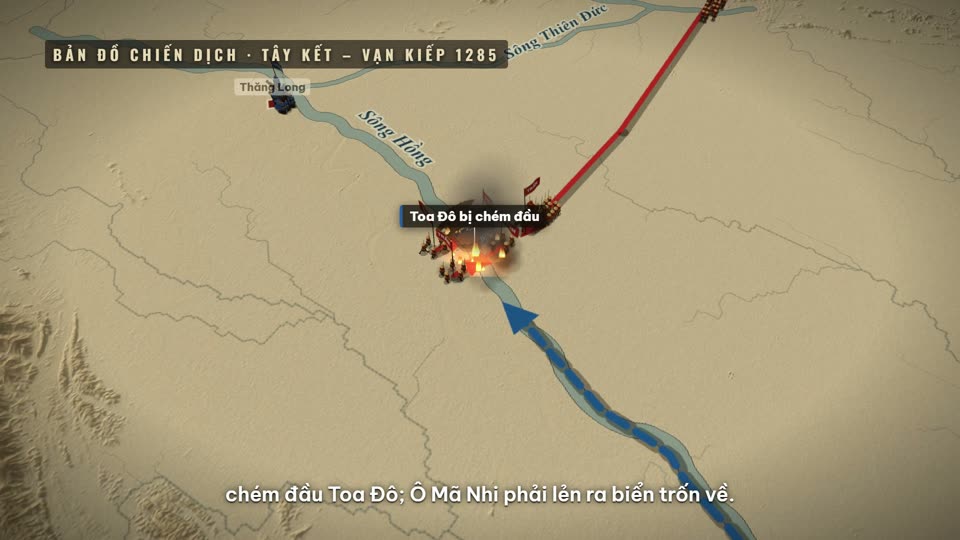 Sông Thiên Đức
BẢN ĐỒ CHIẾN DỊCH · TÂY KẾT – VẠN KIẾP 1285
Thăng Long
Sông Hồng
Toa Đô bị chém đầu
chém đầu Toa Đô; Ô Mã Nhi phải lẻn ra biển trốn về.